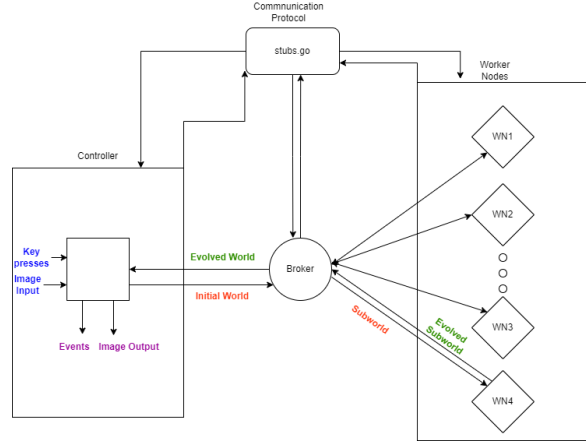 Commnunication
Protocol
stubs.go
Worker
Nodes
Controller
WN1
WN2
Key
presses
Image
Input
Evolved World
Initial World
Broker
Subworld
Evolved
Subworld
WN3
Events
Image Output
WN4